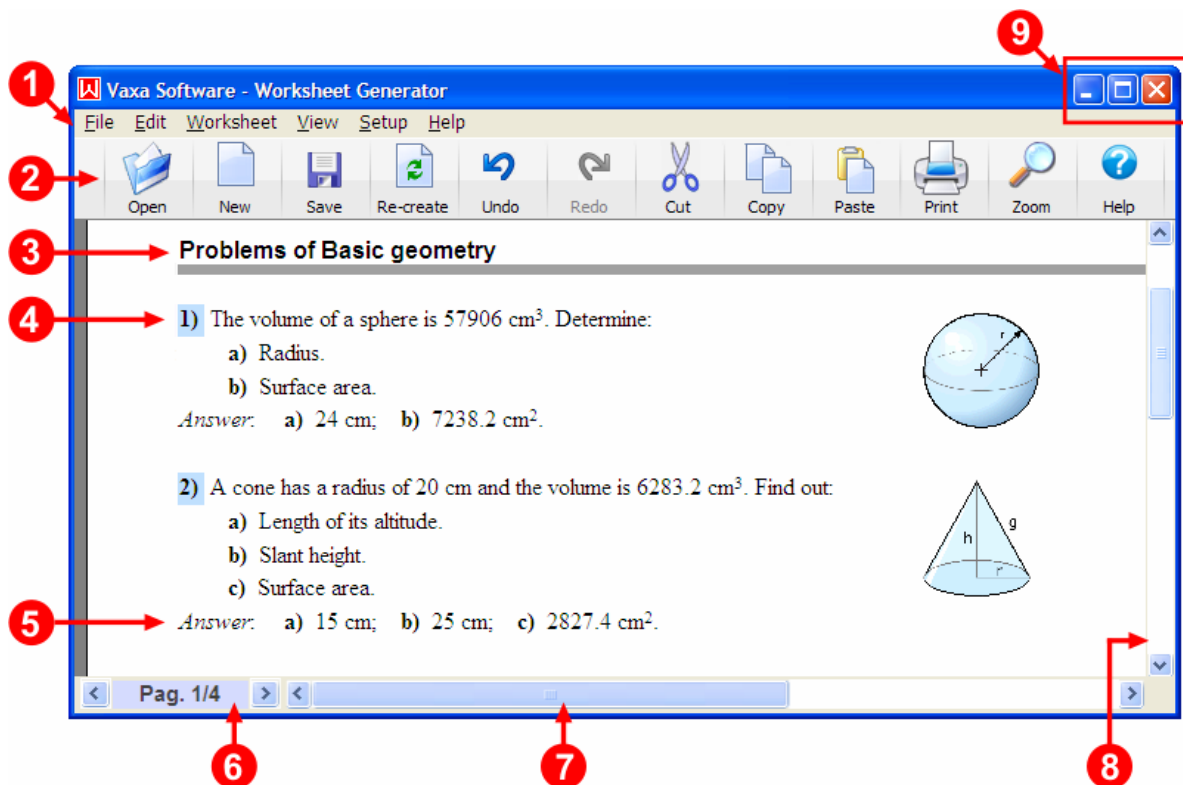 9
1
Vaxa Software - Worksheet Generator
File Edit Worksheet View Setup Help
2
Open New Save Re-create Undo Redo Cut Copy Paste Print Zoom Help
3
Problems of Basic geometry
4
1) The volume of a sphere is 57906 cm³. Determine:
a) Radius.
b) Surface area.
Answer: a) 24 cm; b) 7238.2 cm².
r
2) A cone has a radius of 20 cm and the volume is 6283.2 cm³. Find out:
a) Length of its altitude.
b) Slant height.
c) Surface area.
5
Answer: a) 15 cm; b) 25 cm; c) 2827.4 cm².
g
h
r
Pag. 1/4
6
7
8